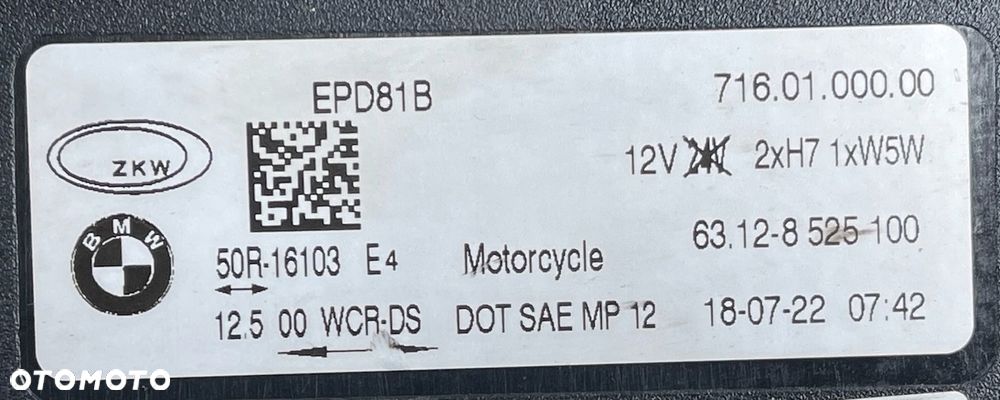 EPD81B 716.01.000.00
ZKW
12V 24V 2xH7 1xW5W
BMW
63.12-8 525 100
50R-16103 E4 Motorcycle
12.5 00 WCR-DS DOT SAE MP 12 18-07-22 07:42
OTOMOTO